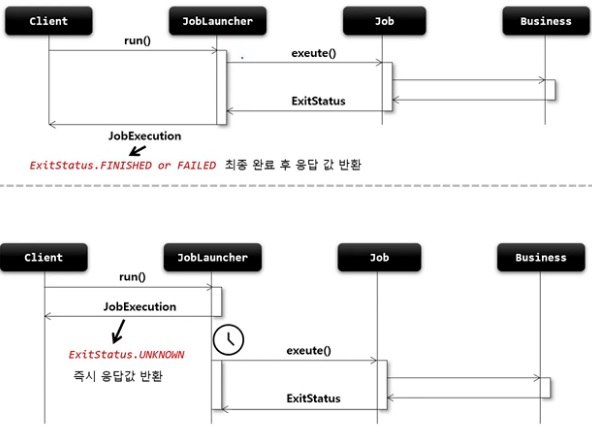 Client JobLauncher Job Business
run()
exeute()
ExitStatus
JobExecution
ExitStatus.FINISHED or FAILED 최종 완료 후 응답 값 반환
Client JobLauncher Job Business
run()
JobExecution
ExitStatus.UNKNOWN
즉시 응답값 반환
exeute()
ExitStatus